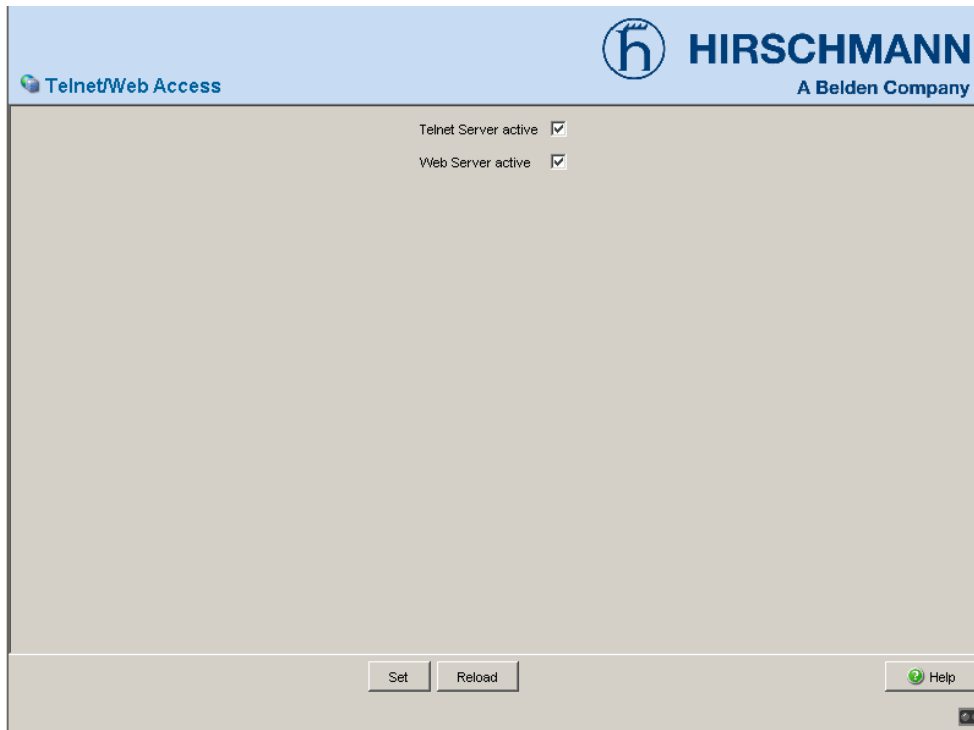 HIRSCHMANN
A Belden Company
Telnet/Web Access
Telnet Server active
Web Server active
Set
Reload
Help